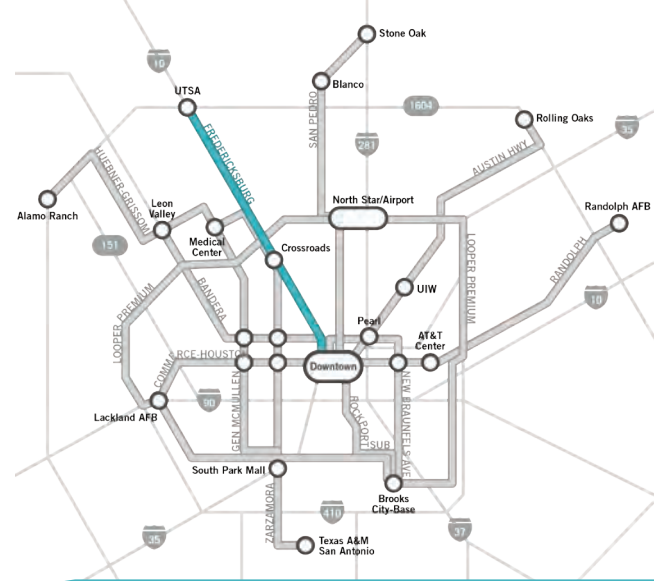 Stone Oak
10
UTSA
Blanco
1604
Rolling Oaks
FREDERICKSBURG
SAN PEDRO
35
281
AUSTIN HWY
HUEBNER-GRISSOM
Leon
Valley
North Star/Airport
Randolph AFB
Alamo Ranch
Medical
Center
151
Crossroads
LOOPER PREMIUM
RANDOLPH
UIW
10
BANDERA
LOOPER PREMIUM
Pearl
AT&T
Center
COMMERCE-HOUSTON
Downtown
90
Lackland AFB
GEN MCMULLEN
ROCKPORT
NEW BRAUNFELS AVE
SUB
South Park Mall
Brooks
City-Base
ZARZAMORA
410
35
37
Texas A&M
San Antonio